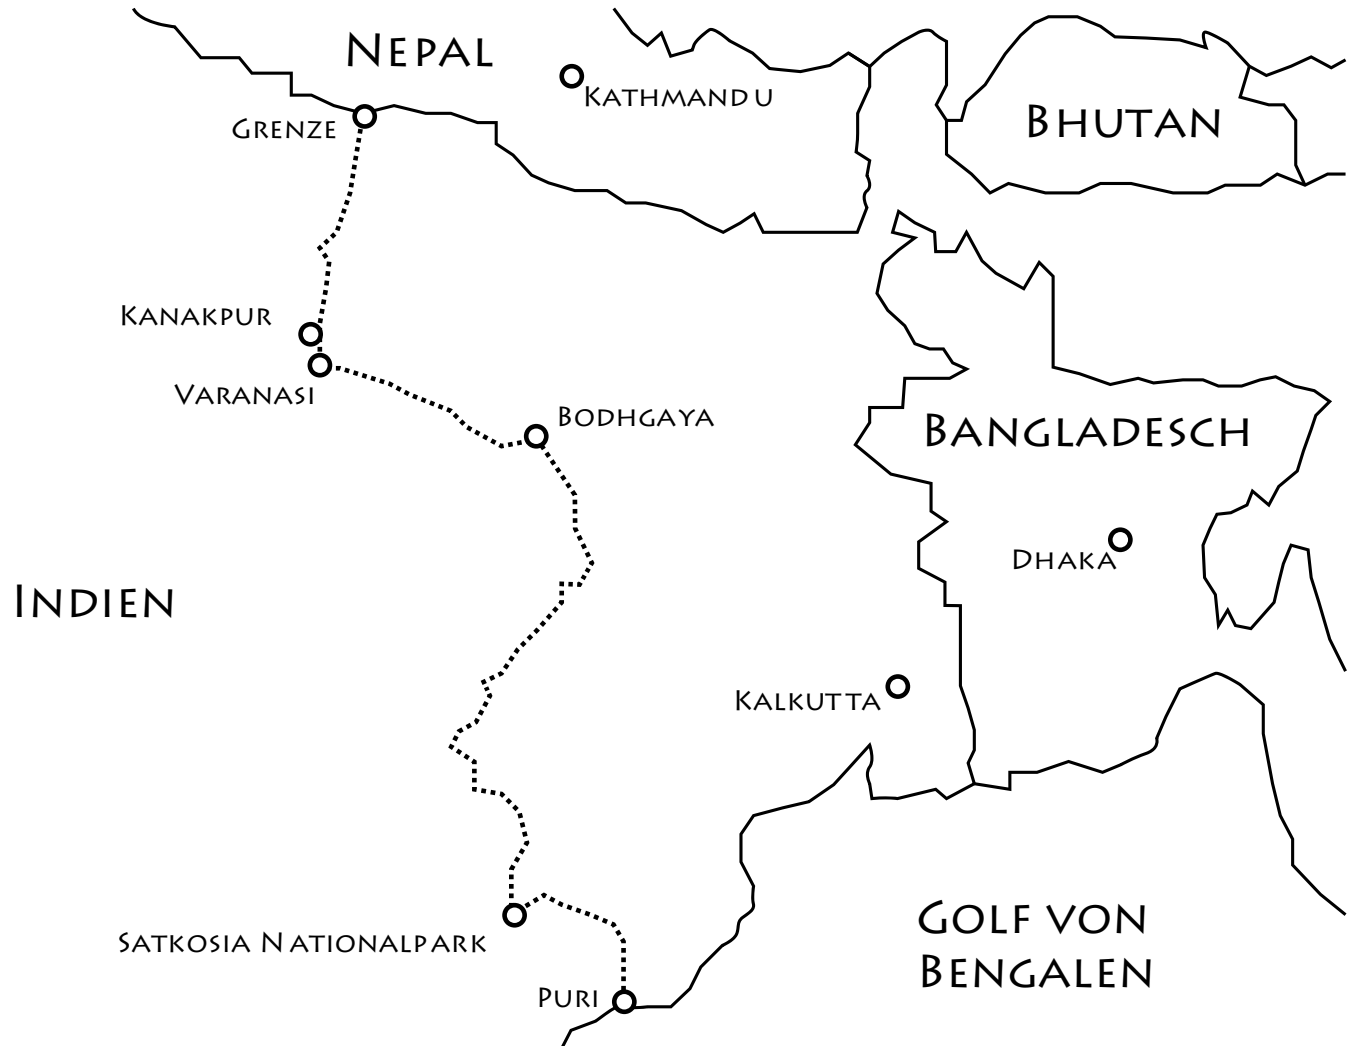 NEPAL
KATHMANDU
GRENZE
BHUTAN
KANAKPUR
VARANASI
BODHGAYA
BANGLADESCH
DHAKA
INDIEN
KALKUTTA
GOLF VON
BENGALEN
SATKOSIA NATIONALPARK
PURI